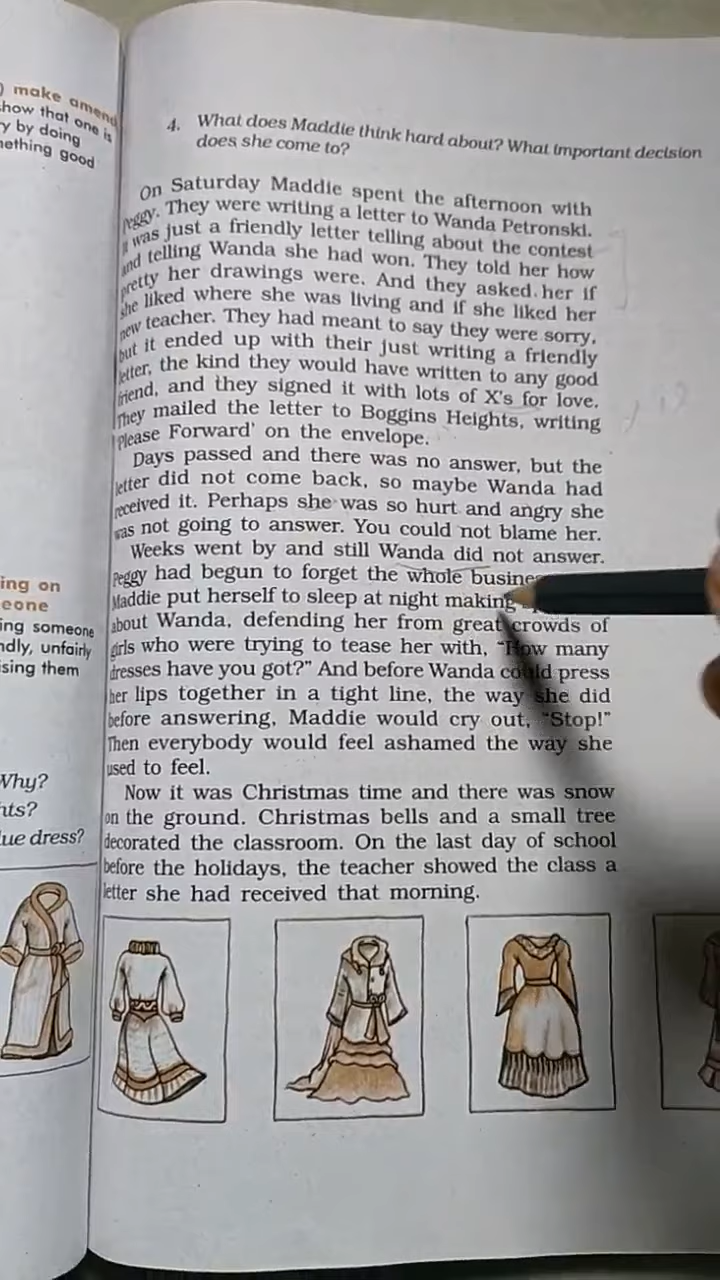 ) make amend
how that one is
y by doing
mething good
4. What does Maddie think hard about? What important decision
does she come to?
On Saturday Maddie spent the afternoon with
Peggy. They were writing a letter to Wanda Petronski.
It was just a friendly letter telling about the contest
and telling Wanda she had won. They told her how
pretty her drawings were. And they asked her if
she liked where she was living and if she liked her
new teacher. They had meant to say they were sorry,
but it ended up with their just writing a friendly
letter, the kind they would have written to any good
friend, and they signed it with lots of X's for love.
They mailed the letter to Boggins Heights, writing
'Please Forward' on the envelope.
Days passed and there was no answer, but the
letter did not come back, so maybe Wanda had
received it. Perhaps she was so hurt and angry she
was not going to answer. You could not blame her.
Weeks went by and still Wanda did not answer.
Peggy had begun to forget the whole busine
Maddie put herself to sleep at night making
about Wanda, defending her from great crowds of
girls who were trying to tease her with, "How many
dresses have you got?" And before Wanda could press
her lips together in a tight line, the way she did
before answering, Maddie would cry out, "Stop!"
Then everybody would feel ashamed the way she
used to feel.
Now it was Christmas time and there was snow
on the ground. Christmas bells and a small tree
decorated the classroom. On the last day of school
before the holidays, the teacher showed the class a
letter she had received that morning.
ing on
eone
ing someone
ndly, unfairly
ising them
Why?
hts?
lue dress?